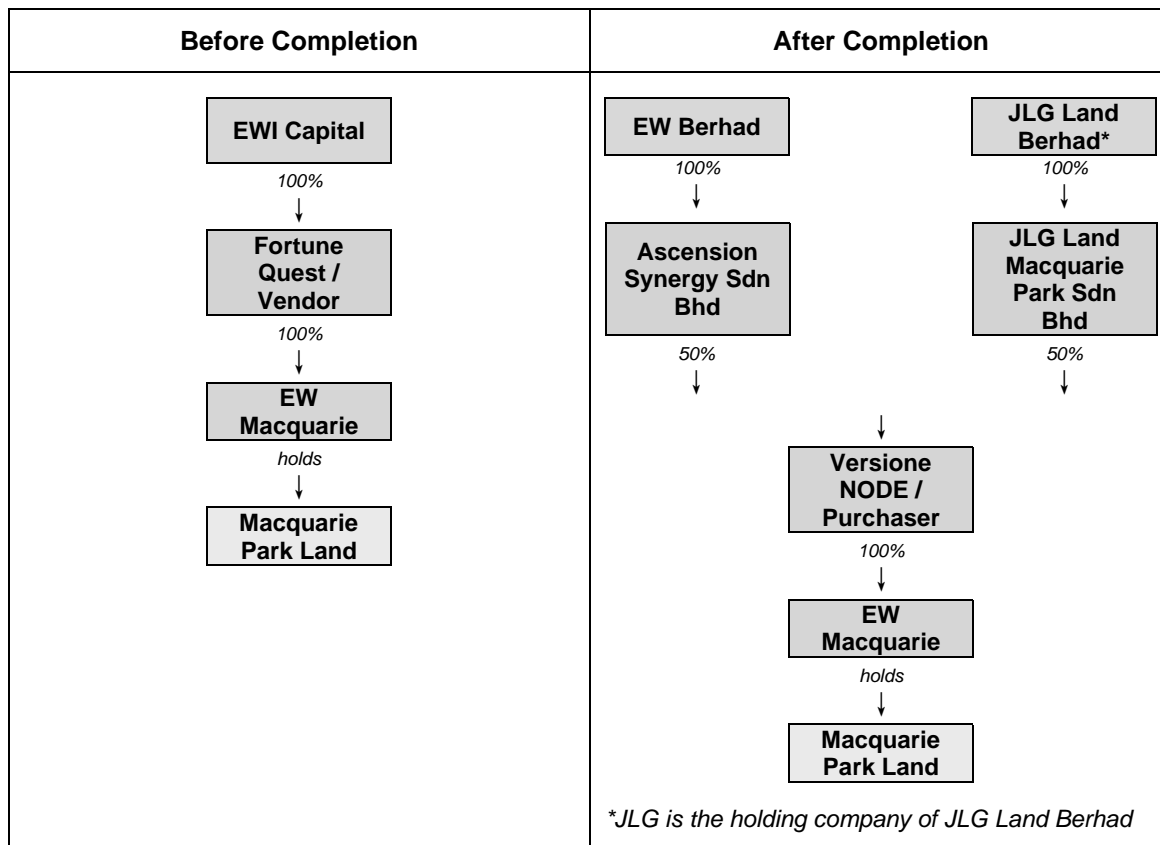 Before Completion
EWI Capital
100%
Fortune
Quest /
Vendor
100%
EW
Macquarie
holds
Macquarie
Park Land
After Completion
EW Berhad
100%
Ascension
Synergy Sdn
Bhd
50%
JLG Land
Berhad*
100%
JLG Land
Macquarie
Park Sdn
Bhd
50%
Versione
NODE /
Purchaser
100%
EW
Macquarie
holds
Macquarie
Park Land
*JLG is the holding company of JLG Land Berhad